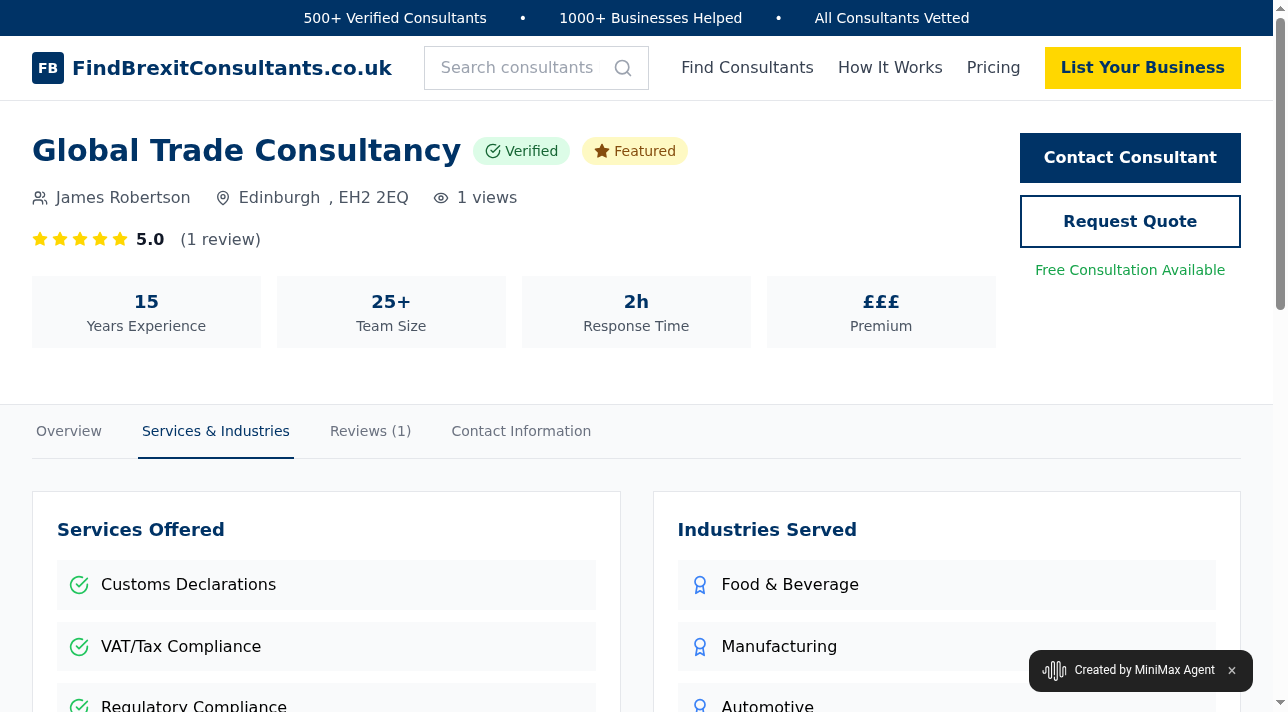 500+ Verified Consultants • 1000+ Businesses Helped • All Consultants Vetted
FB FindBrexitConsultants.co.uk Search consultants Find Consultants How It Works Pricing List Your Business
Global Trade Consultancy Verified Featured
James Robertson Edinburgh , EH2 2EQ 1 views
5.0 (1 review)
Contact Consultant
Request Quote
Free Consultation Available
15 25+ 2h £££
Years Experience Team Size Response Time Premium
Overview Services & Industries Reviews (1) Contact Information
Services Offered
Customs Declarations
VAT/Tax Compliance
Regulatory Compliance
Industries Served
Food & Beverage
Manufacturing
Automotive
Created by MiniMax Agent ×